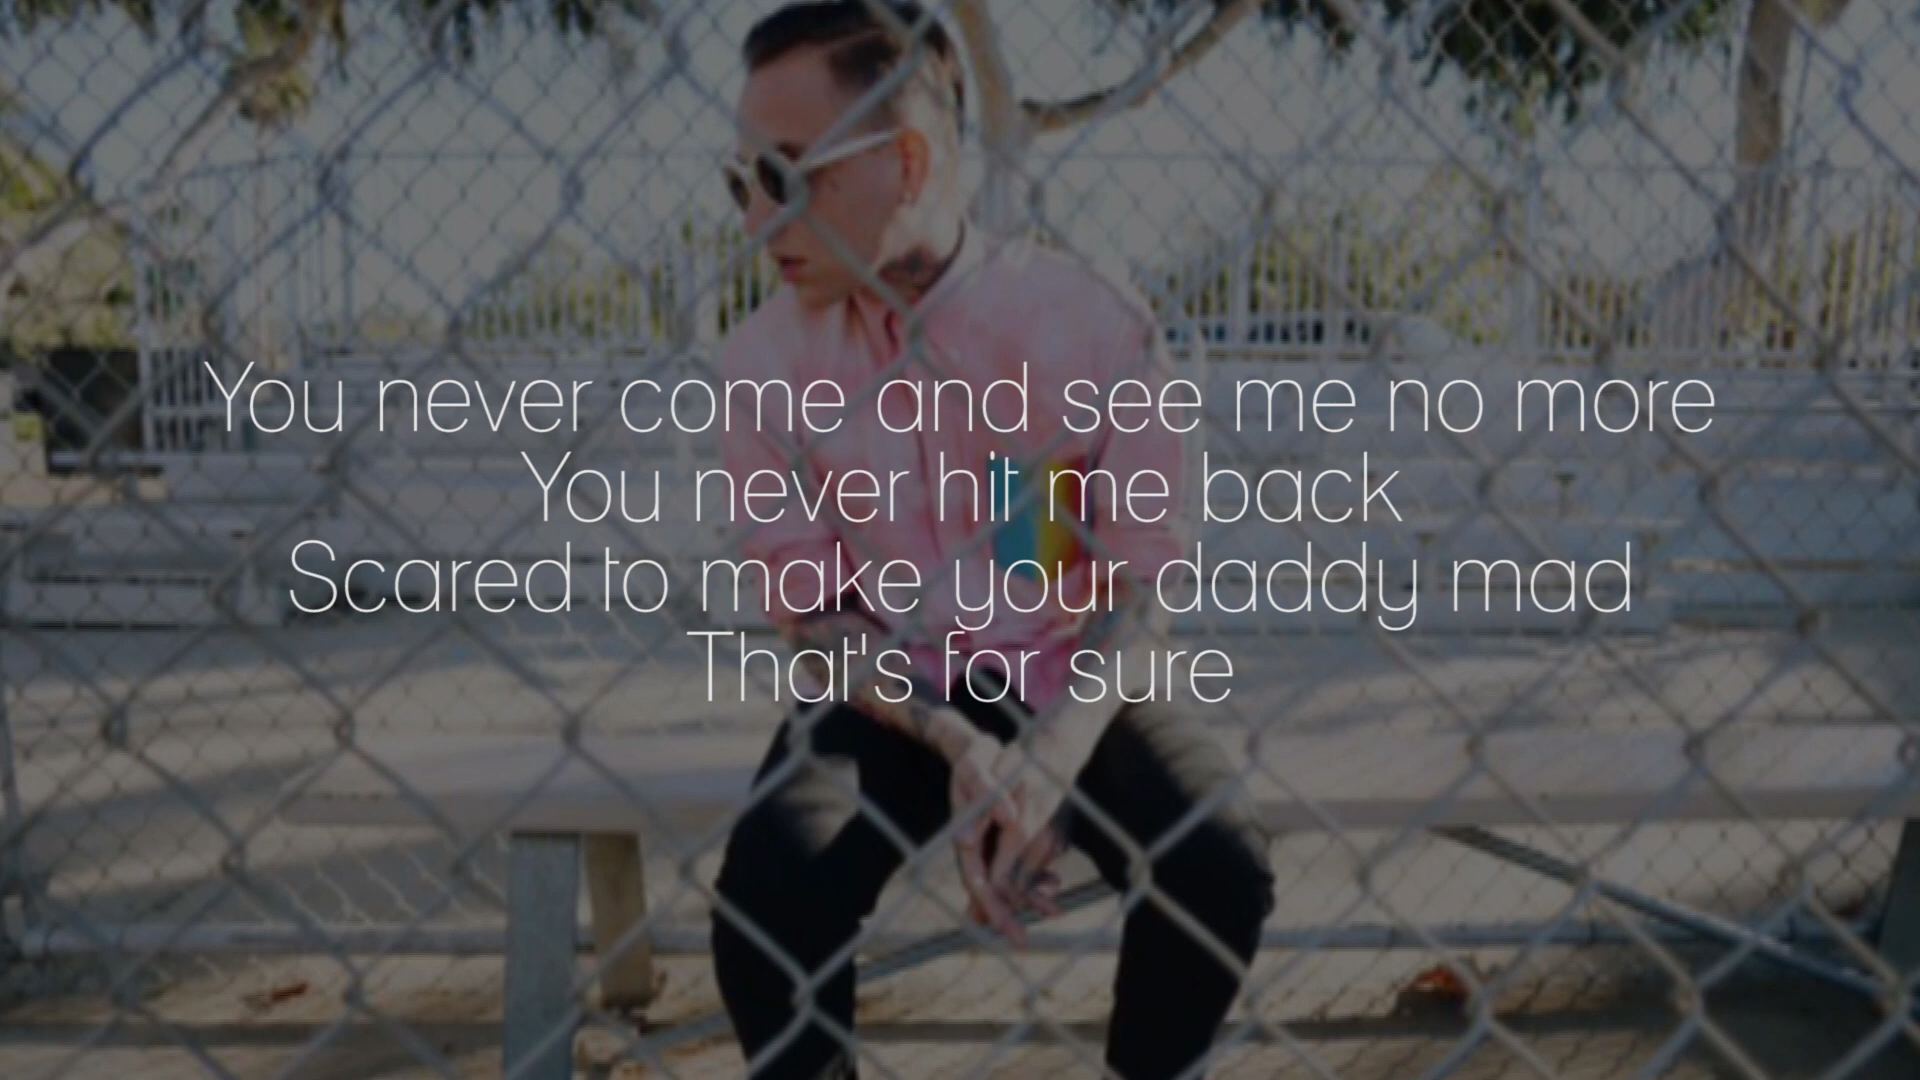 You never come and see me no more
You never hit me back
Scared to make your daddy mad
That's for sure